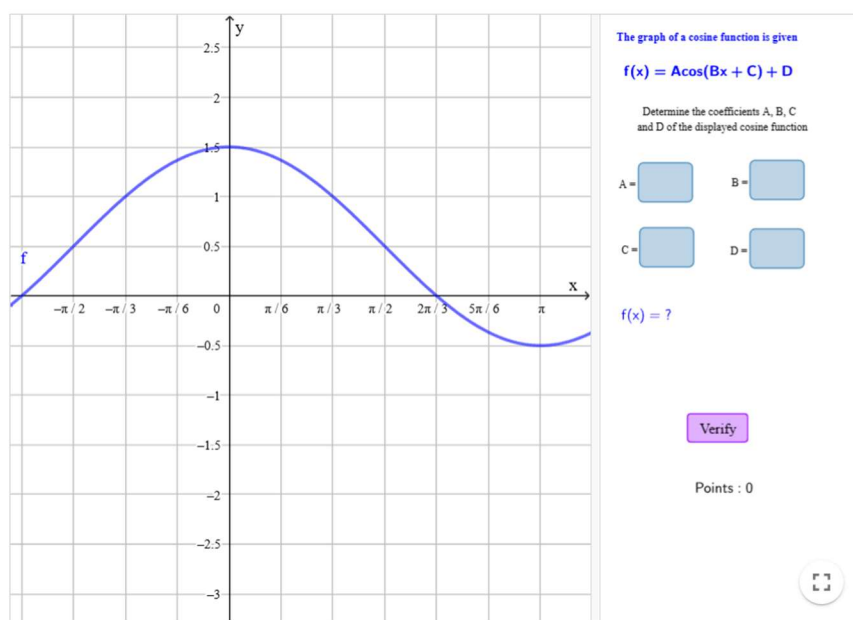 y
2.5
2
1.5
1
0.5
f
x
−π / 2 −π / 3 −π / 6 0 π / 6 π / 3 π / 2 2π / 3 5π / 6 π
−0.5
−1
−1.5
−2
−2.5
−3
The graph of a cosine function is given
f(x) = Acos(Bx + C) + D
Determine the coefficients A, B, C
and D of the displayed cosine function
A = B =
C = D =
f(x) = ?
Verify
Points : 0